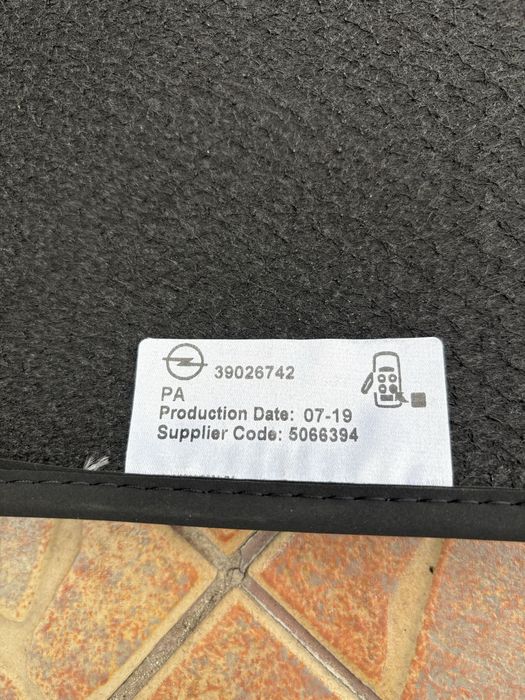 39026742
PA
Production Date: 07-19
Supplier Code: 5066394